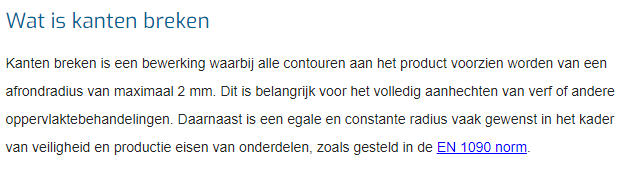 Wat is kanten breken
Kanten breken is een bewerking waarbij alle contouren aan het product voorzien worden van een
afrondradius van maximaal 2 mm. Dit is belangrijk voor het volledig aanhechten van verf of andere
oppervlaktebehandelingen. Daarnaast is een egale en constante radius vaak gewenst in het kader
van veiligheid en productie eisen van onderdelen, zoals gesteld in de EN 1090 norm.